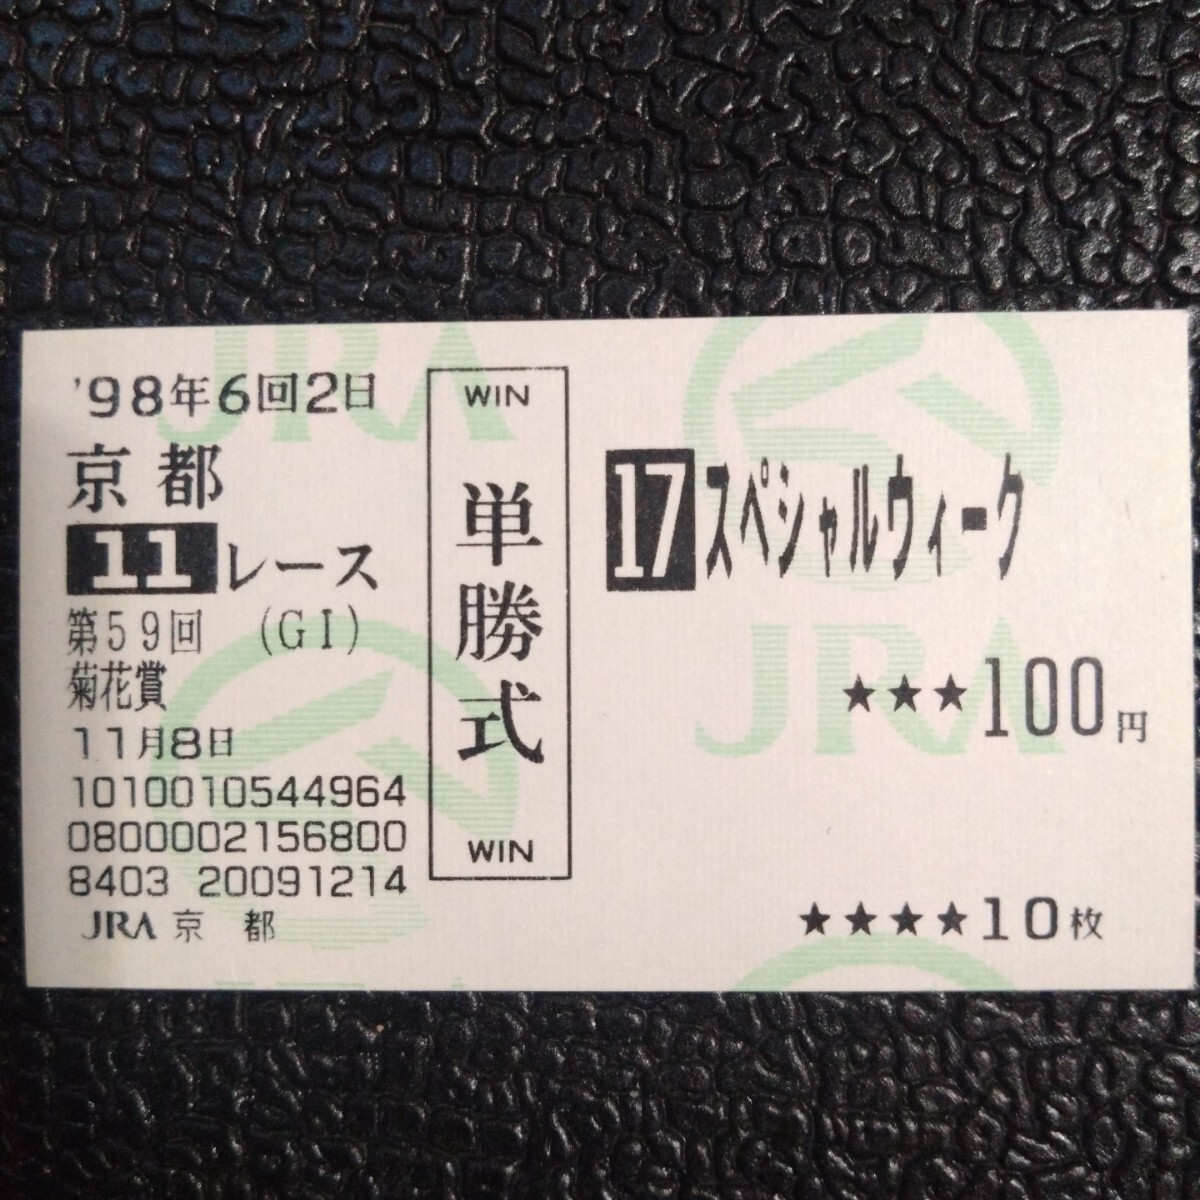 '98年6回2日
京都
11レース
第59回 (GI)
菊花賞
11月8日
1010010544964
0800002156800
8403 20091214
JRA 京 都
WIN
単勝式
WIN
17 スペシャルウィーク
★★★100円
★★★★10枚
JRA
JRA